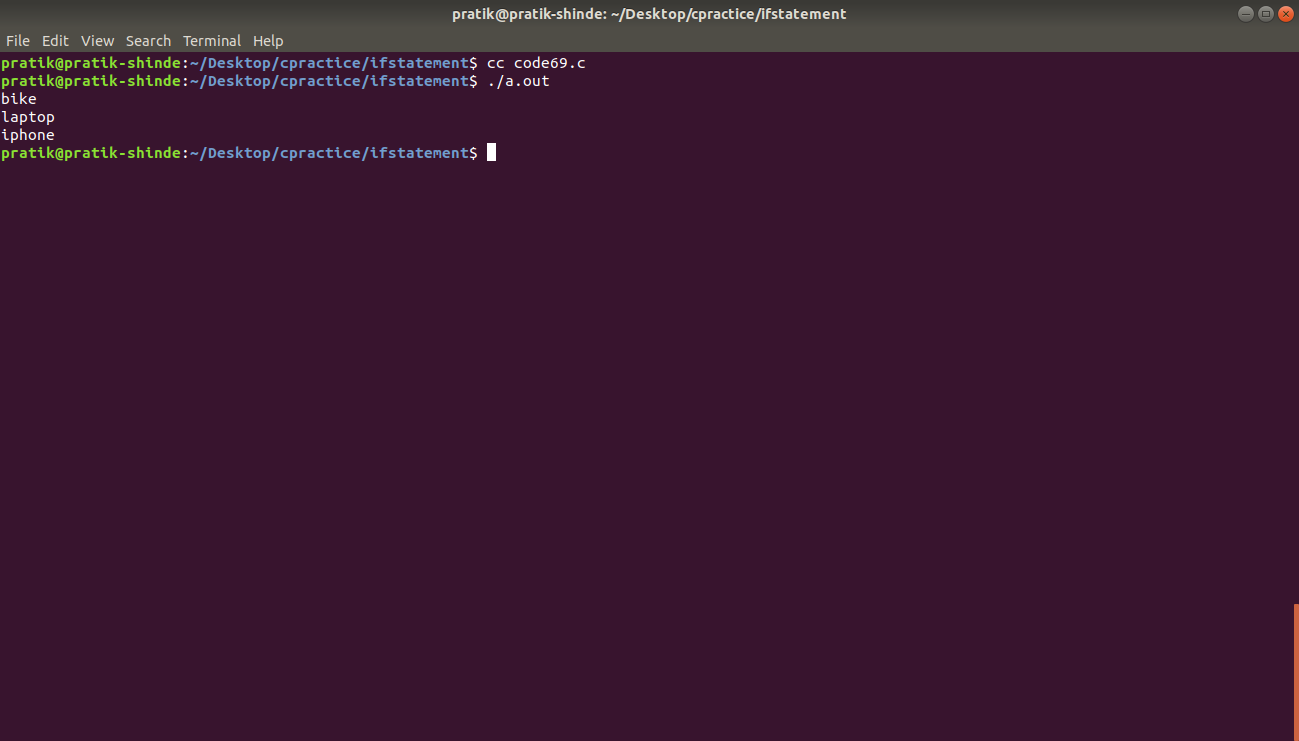 pratik@pratik-shinde: ~/Desktop/cpractice/ifstatement
File Edit View Search Terminal Help
pratik@pratik-shinde:~/Desktop/cpractice/ifstatement$ cc code69.c
pratik@pratik-shinde:~/Desktop/cpractice/ifstatement$ ./a.out
bike
laptop
iphone
pratik@pratik-shinde:~/Desktop/cpractice/ifstatement$